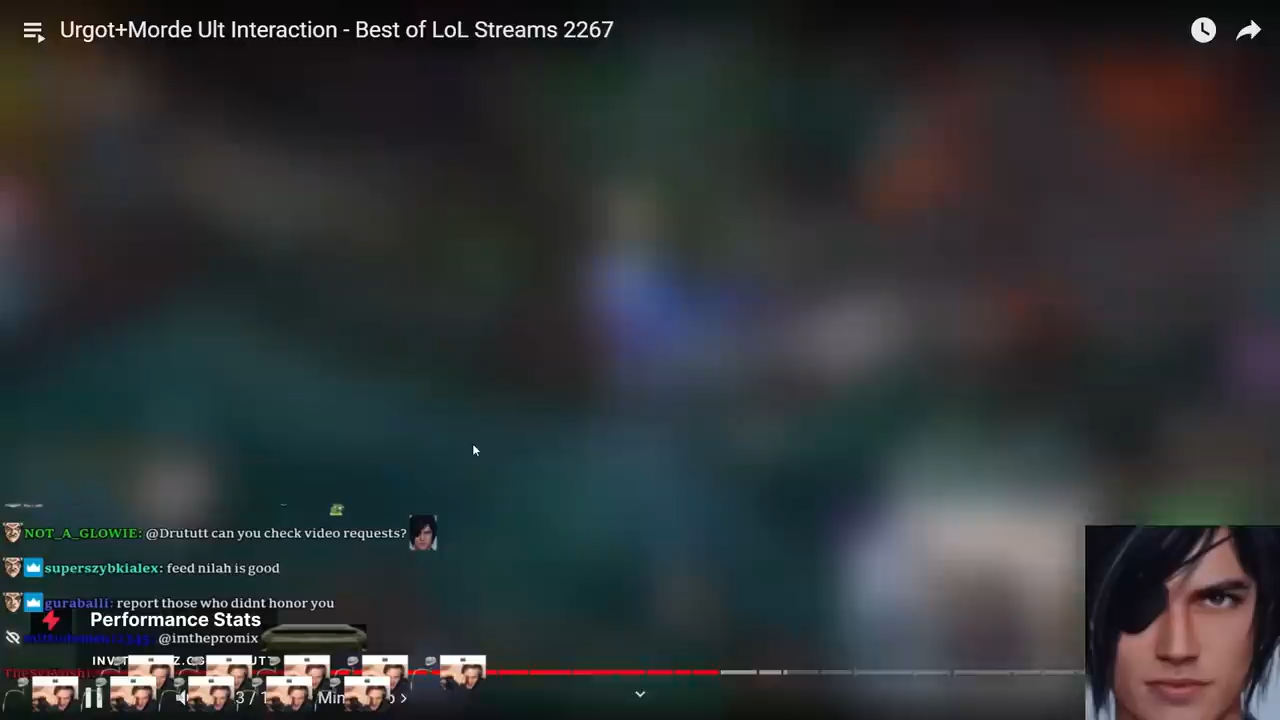 Urgot+Morde Ult Interaction - Best of LoL Streams 2267
NOT_A_GLOWIE: @Drututt can you check video requests?
superszybkialex: feed nilah is good
guraballi: report those who didnt honor you
Performance Stats
@imthepromix